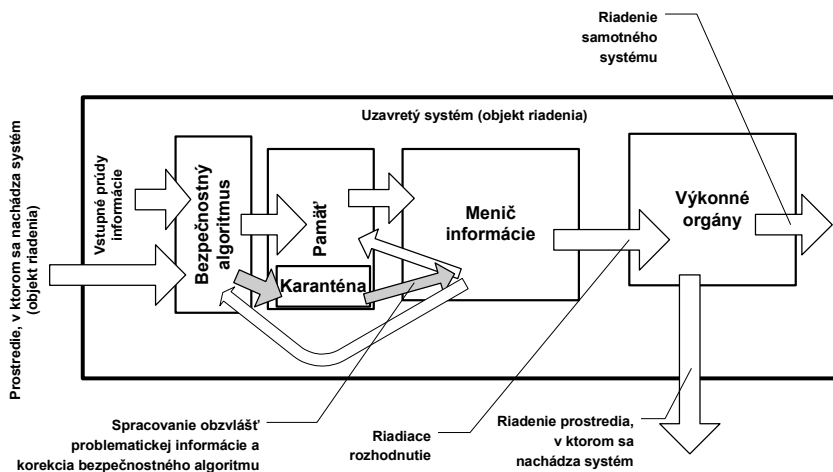 Riadenie
samotného
systému
Uzavretý systém (objekt riadenia)
Prostredie, v ktorom sa nachádza systém
(objekt riadenia)
Vstupné prúdy
informácie
Bezpečnostný
algoritmus
Pamäť
Karanténa
Menič
informácie
Výkonné
orgány
Spracovanie obzvlášť
problematickej informácie a
korekcia bezpečnostného algoritmu
Riadiace
rozhodnutie
Riadenie prostredia,
v ktorom sa
nachádza systém